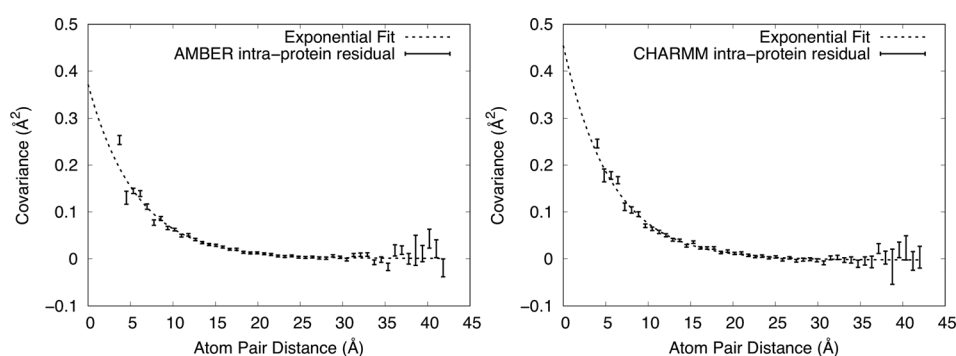 0.5
0.4
0.3
0.2
0.1
0
−0.1
Covariance (Å²)
Exponential Fit
AMBER intra−protein residual
0 5 10 15 20 25 30 35 40 45
Atom Pair Distance (Å)
0.5
0.4
0.3
0.2
0.1
0
−0.1
Covariance (Å²)
Exponential Fit
CHARMM intra−protein residual
0 5 10 15 20 25 30 35 40 45
Atom Pair Distance (Å)